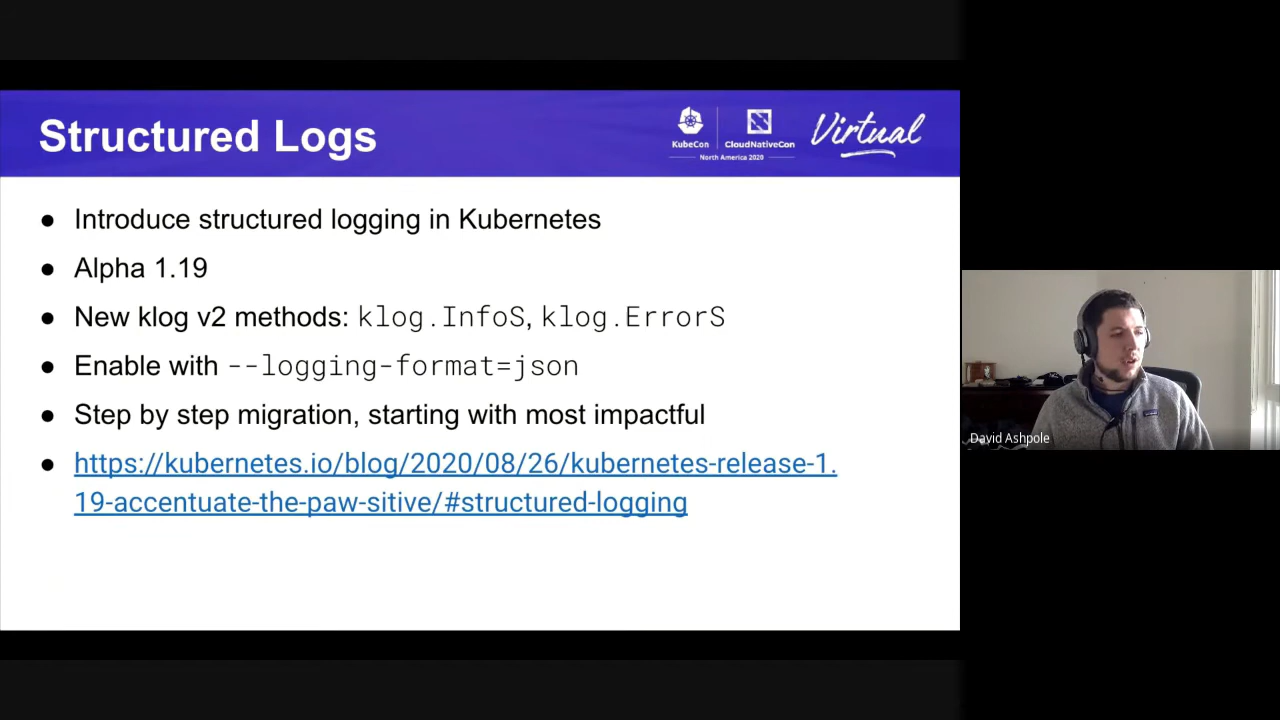 Structured Logs
KubeCon
CloudNativeCon
North America 2020
Virtual
● Introduce structured logging in Kubernetes
● Alpha 1.19
● New klog v2 methods: klog.InfoS, klog.ErrorS
● Enable with --logging-format=json
● Step by step migration, starting with most impactful
● https://kubernetes.io/blog/2020/08/26/kubernetes-release-1.
19-accentuate-the-paw-sitive/#structured-logging
David Ashpole